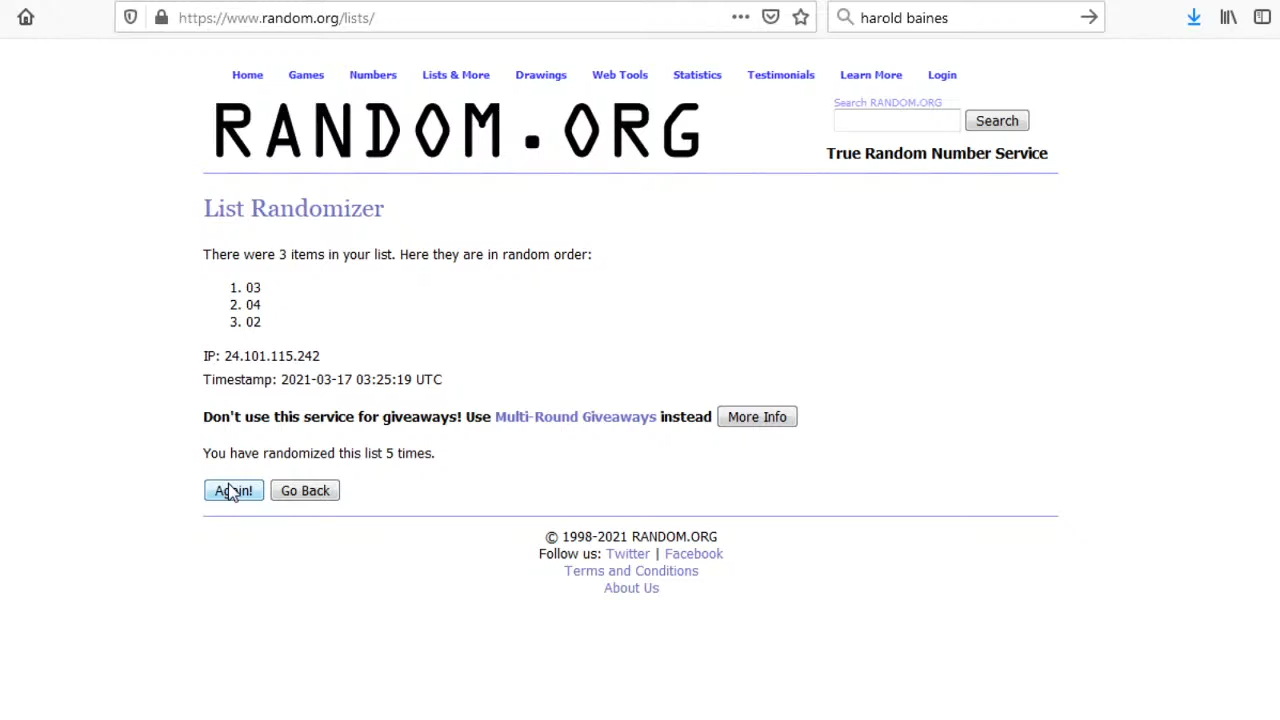 https://www.random.org/lists/
harold baines
Home Games Numbers Lists & More Drawings Web Tools Statistics Testimonials Learn More Login
RANDOM.ORG
Search RANDOM.ORG
Search
True Random Number Service
List Randomizer
There were 3 items in your list. Here they are in random order:
1. 03
2. 04
3. 02
IP: 24.101.115.242
Timestamp: 2021-03-17 03:25:19 UTC
Don't use this service for giveaways! Use Multi-Round Giveaways instead More Info
You have randomized this list 5 times.
Again! Go Back
© 1998-2021 RANDOM.ORG
Follow us: Twitter | Facebook
Terms and Conditions
About Us